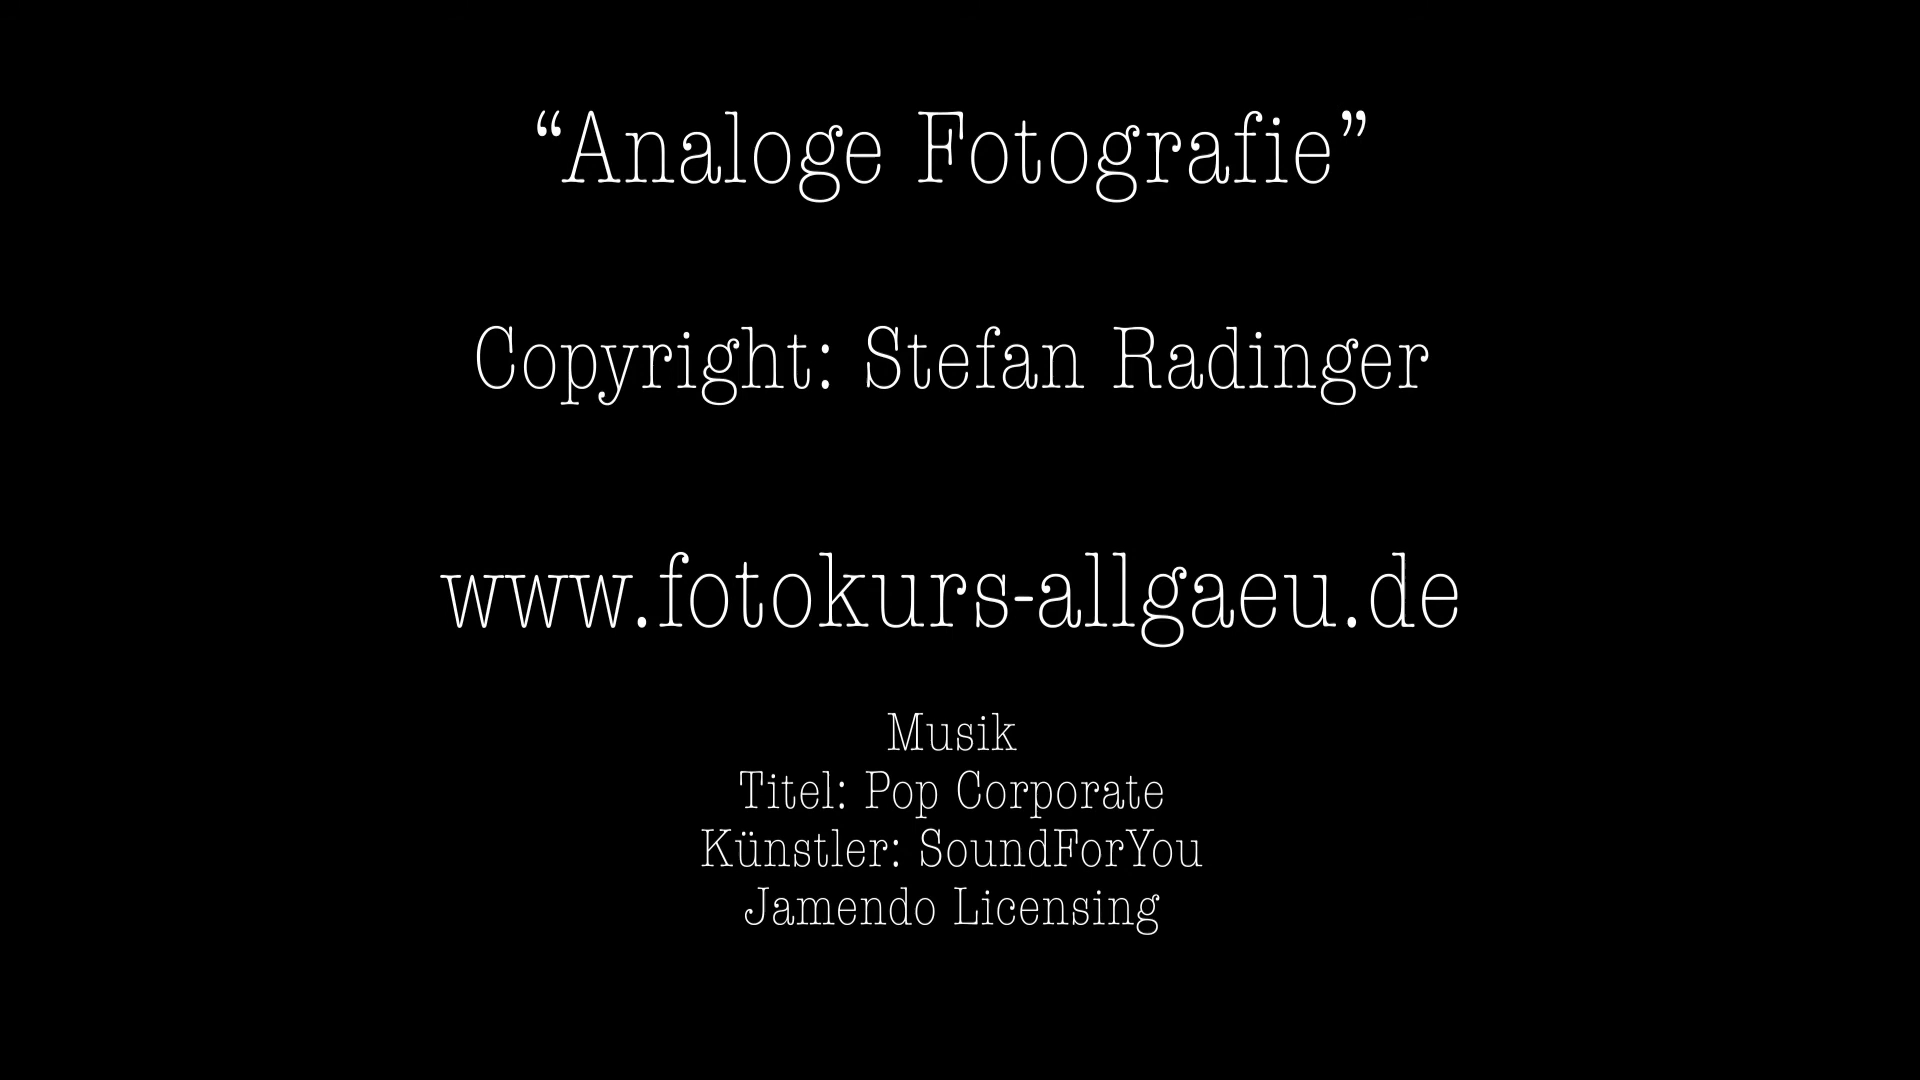 “Analoge Fotografie”
Copyright: Stefan Radinger
www.fotokurs-allgaeu.de
Musik
Titel: Pop Corporate
Künstler: SoundForYou
Jamendo Licensing